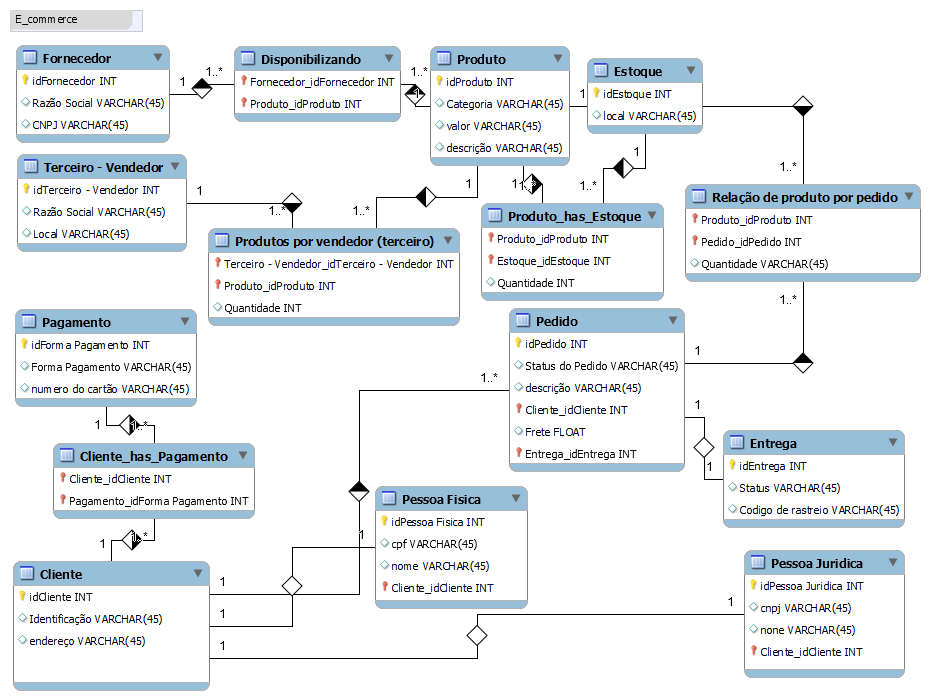 E_commerce
Fornecedor
idFornecedor INT
Razão Social VARCHAR(45)
CNPJ VARCHAR(45)
1
1..*
Disponibilizando
Fornecedor_idFornecedor INT
Produto_idProduto INT
1..*
1
Produto
idProduto INT
Categoria VARCHAR(45)
valor VARCHAR(45)
descrição VARCHAR(45)
1
Estoque
idEstoque INT
local VARCHAR(45)
1
1..*
1..*
Terceiro - Vendedor
idTerceiro - Vendedor INT
Razão Social VARCHAR(45)
Local VARCHAR(45)
1
1..*
1..*
1
1..*
Produtos por vendedor (terceiro)
Terceiro - Vendedor_idTerceiro - Vendedor INT
Produto_idProduto INT
Quantidade INT
Produto_has_Estoque
Produto_idProduto INT
Estoque_idEstoque INT
Quantidade INT
Relação de produto por pedido
Produto_idProduto INT
Pedido_idPedido INT
Quantidade VARCHAR(45)
1..*
1
Pagamento
idForma Pagamento INT
Forma Pagamento VARCHAR(45)
numero do cartão VARCHAR(45)
1
1..*
Pedido
idPedido INT
Status do Pedido VARCHAR(45)
descrição VARCHAR(45)
Cliente_idCliente INT
Frete FLOAT
Entrega_idEntrega INT
1..*
1
1
Entrega
idEntrega INT
Status VARCHAR(45)
Codigo de rastreio VARCHAR(45)
Cliente_has_Pagamento
Cliente_idCliente INT
Pagamento_idForma Pagamento INT
1
Pessoa Fisica
idPessoa Fisica INT
cpf VARCHAR(45)
nome VARCHAR(45)
Cliente_idCliente INT
1
Cliente
idCliente INT
Identificação VARCHAR(45)
endereço VARCHAR(45)
1
1
1
1
Pessoa Juridica
idPessoa Juridica INT
cnpj VARCHAR(45)
none VARCHAR(45)
Cliente_idCliente INT